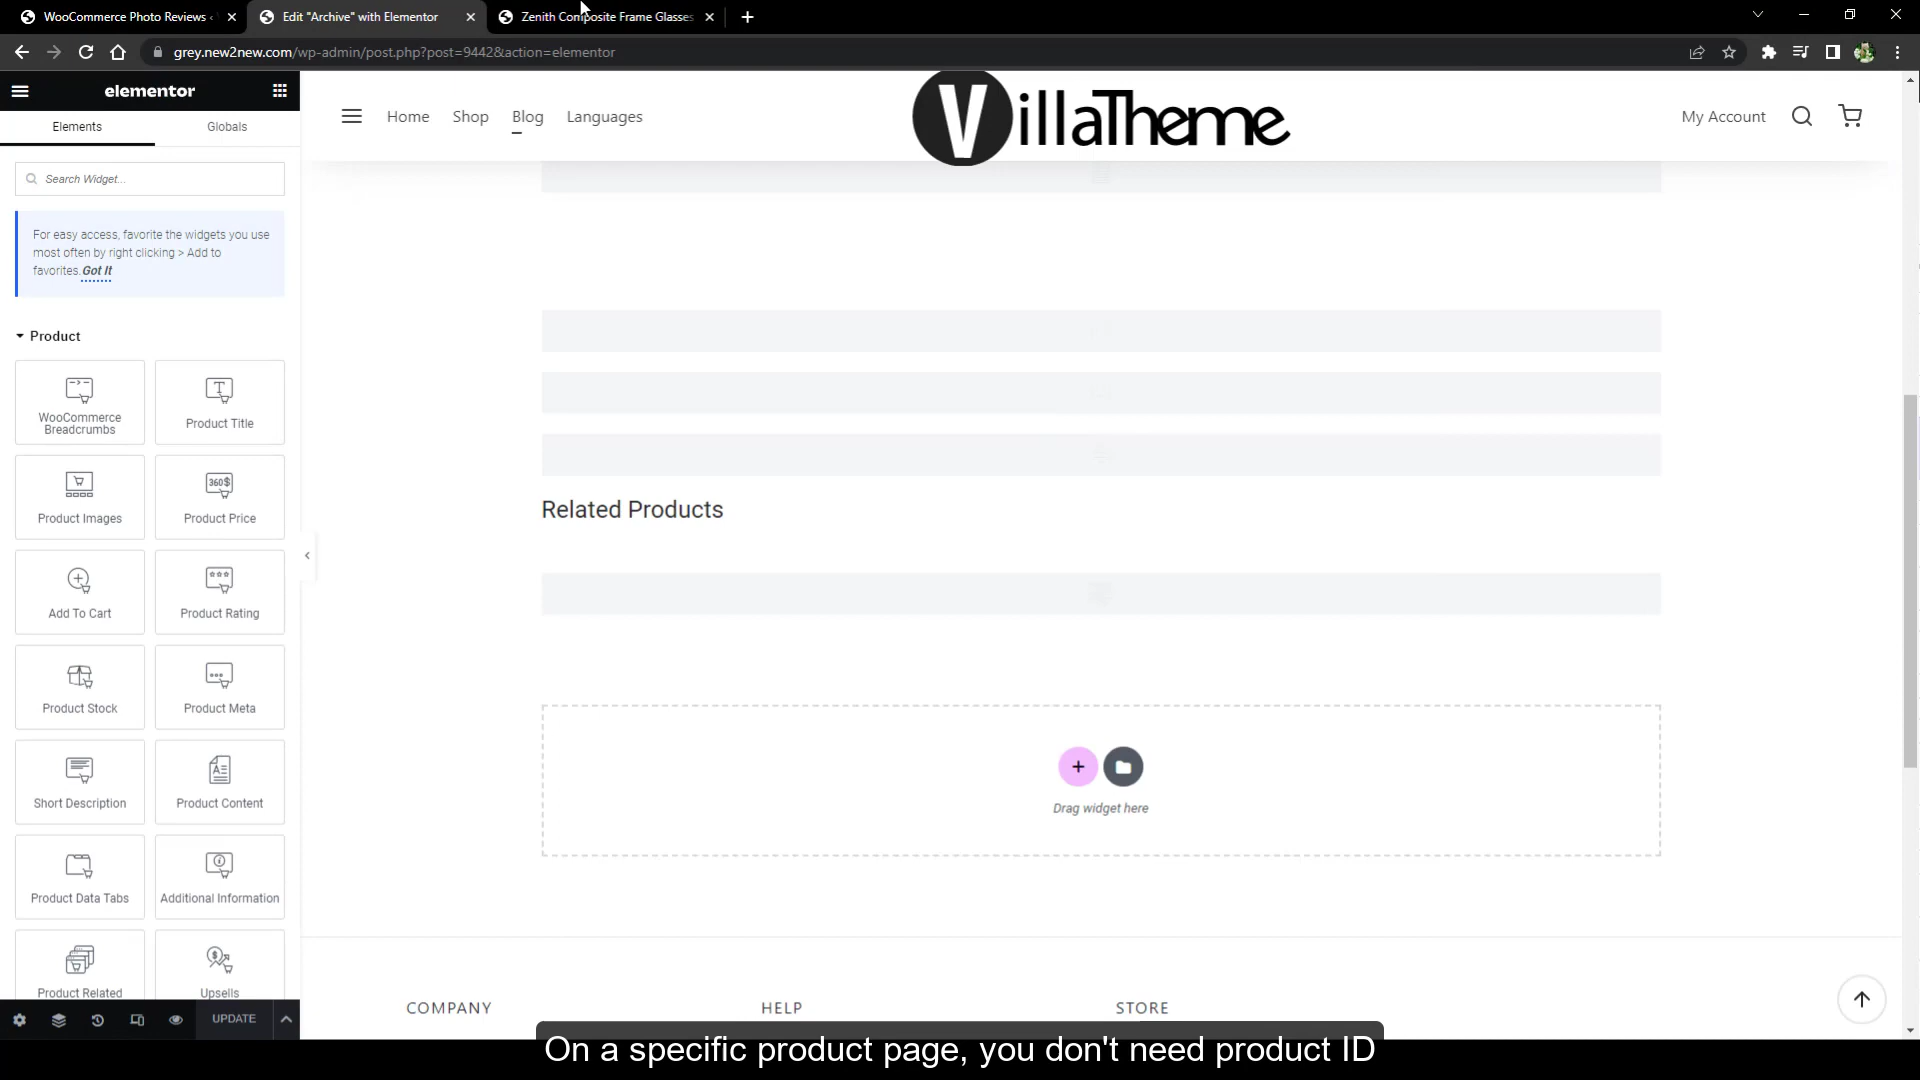 WooCommerce Photo Reviews ‹
Edit "Archive" with Elementor
Zenith Composite Frame Glasses
grey.new2new.com/wp-admin/post.php?post=9442&action=elementor
elementor
Elements
Globals
Search Widget...
For easy access, favorite the widgets you use
most often by right clicking > Add to
favorites. Got It
Product
WooCommerce
Breadcrumbs
Product Title
Product Images
Product Price
360$
Add To Cart
Product Rating
Product Stock
Product Meta
Short Description
Product Content
Product Data Tabs
Additional Information
Product Related
Upsells
UPDATE
Home
Shop
Blog
Languages
VillaTheme
My Account
Related Products
Drag widget here
COMPANY
HELP
STORE
On a specific product page, you don't need product ID